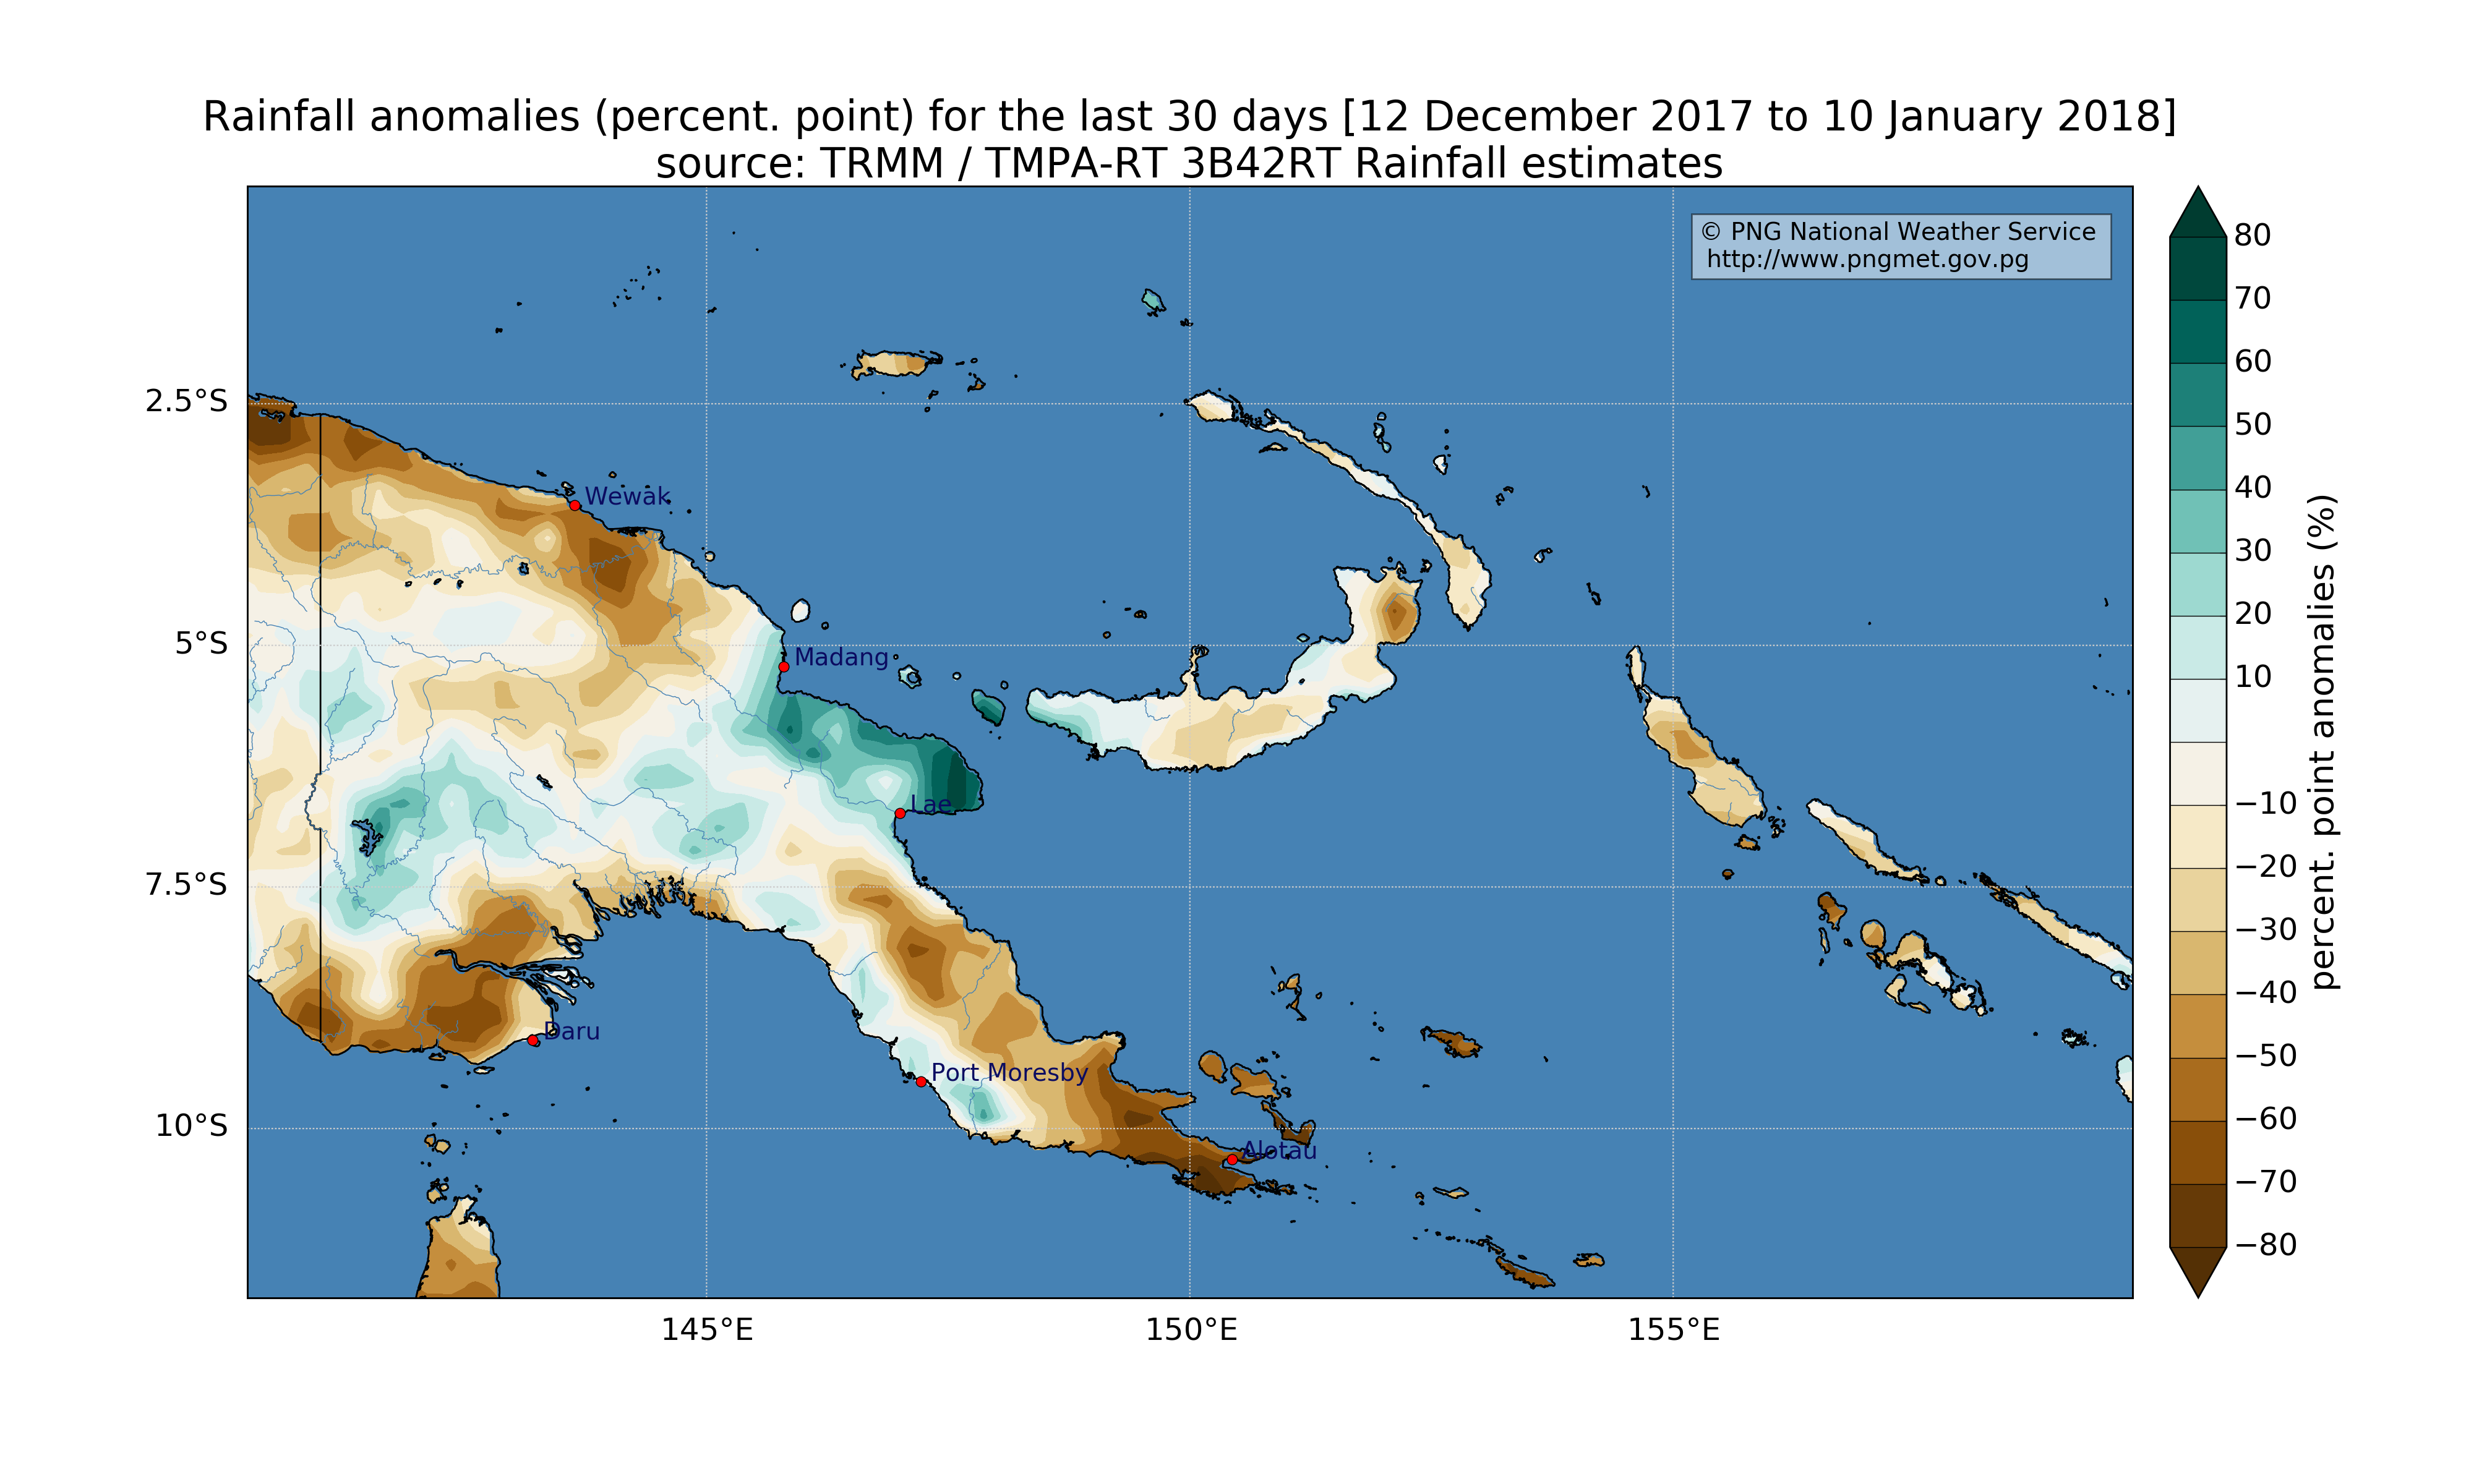 Rainfall anomalies (percent. point) for the last 30 days [12 December 2017 to 10 January 2018]
source: TRMM / TMPA-RT 3B42RT Rainfall estimates
© PNG National Weather Service
http://www.pngmet.gov.pg
2.5°S
5°S
7.5°S
10°S
Wewak
Madang
Lae
Daru
Port Moresby
Alotau
145°E
150°E
155°E
80
70
60
50
40
30
20
10
−10
−20
−30
−40
−50
−60
−70
−80
percent. point anomalies (%)